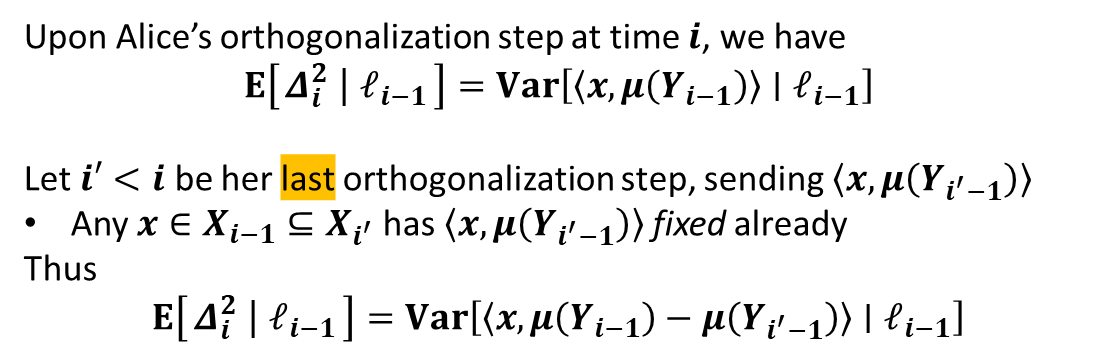 Upon Alice's orthogonalization step at time i, we have
E[Δ_i^2 | ℓ_{i−1}] = Var[⟨x, μ(Y_{i−1})⟩ | ℓ_{i−1}]
Let i′ < i be her last orthogonalization step, sending ⟨x, μ(Y_{i′−1})⟩
• Any x ∈ X_{i−1} ⊆ X_{i′} has ⟨x, μ(Y_{i′−1})⟩ fixed already
Thus
E[Δ_i^2 | ℓ_{i−1}] = Var[⟨x, μ(Y_{i−1}) − μ(Y_{i′−1})⟩ | ℓ_{i−1}]